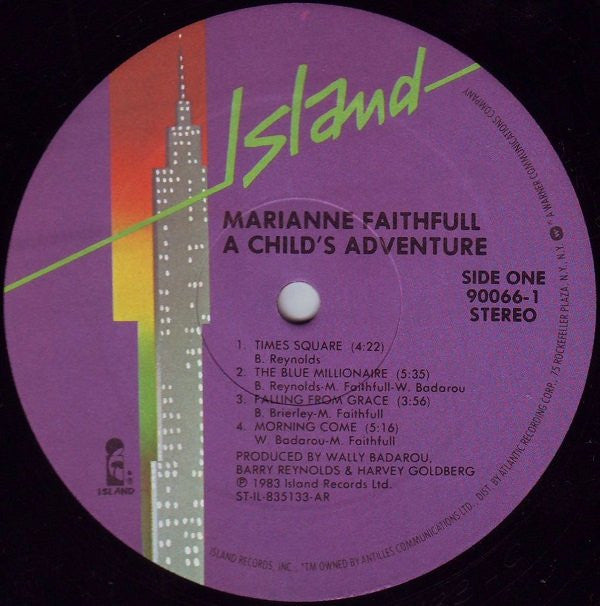 Island
MARIANNE FAITHFULL
A CHILD'S ADVENTURE
SIDE ONE
90066-1
STEREO
1. TIMES SQUARE (4:22)
B. Reynolds
2. THE BLUE MILLIONAIRE (5:35)
B. Reynolds-M. Faithfull-W. Badarou
3. FALLING FROM GRACE (3:56)
B. Brierley-M. Faithfull
4. MORNING COME (5:16)
W. Badarou-M. Faithfull
PRODUCED BY WALLY BADAROU,
BARRY REYNOLDS & HARVEY GOLDBERG
℗ 1983 Island Records Ltd.
ST-IL-835133-AR
ISLAND
ISLAND RECORDS, INC., *TM OWNED BY ANTILLES COMMUNICATIONS LTD., DIST. BY ATLANTIC RECORDING CORP., 75 ROCKEFELLER PLAZA, N.Y., N.Y. A WARNER COMMUNICATIONS COMPANY